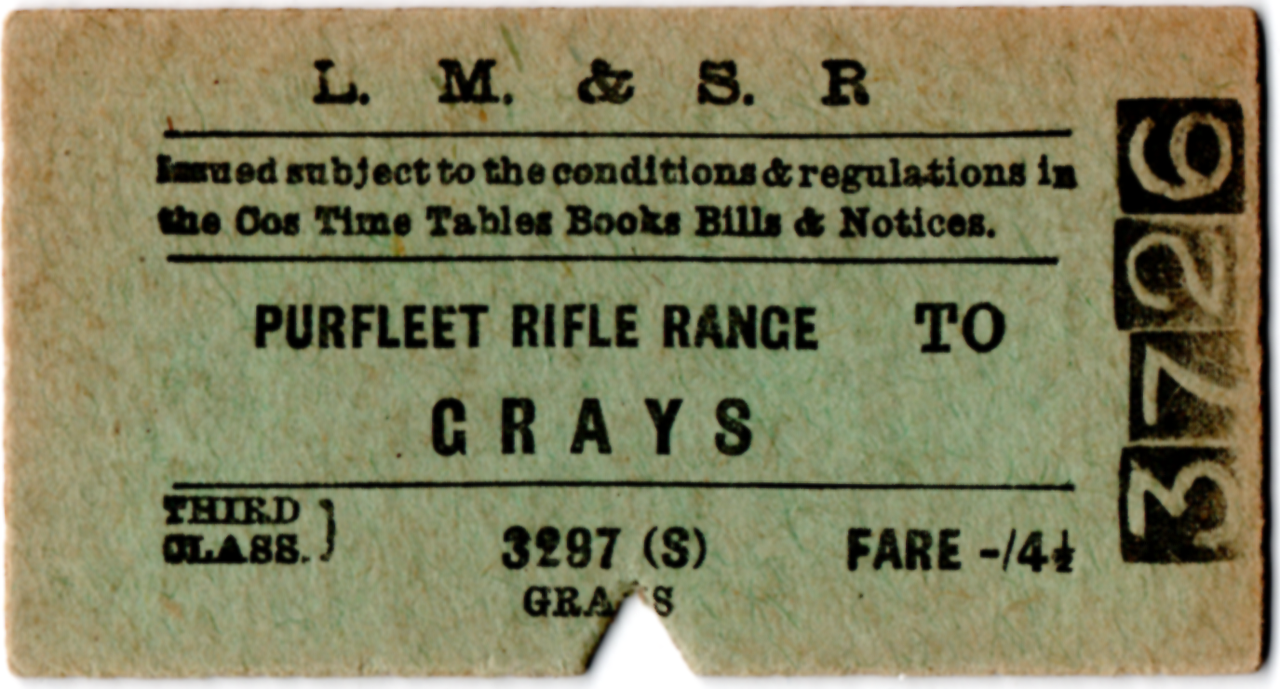 L. M. & S. R
Issued subject to the conditions & regulations in
the Cos Time Tables Books Bills & Notices.
PURFLEET RIFLE RANGE TO
GRAYS
THIRD CLASS.} 3297 (S) FARE -/4½
GRA S
3726